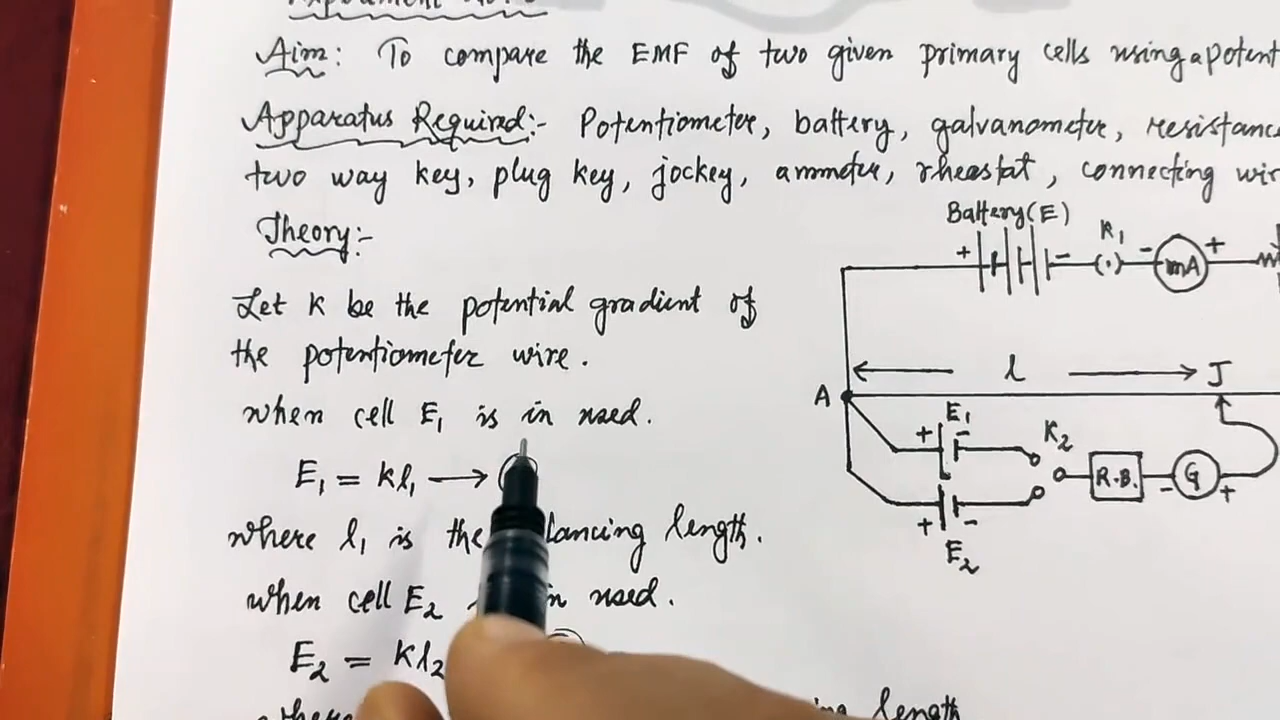 Aim: To compare the EMF of two given primary cells using a potent
Apparatus Required:- Potentiometer, battery, galvanometer, resistanc
two way key, plug key, jockey, ammeter, rheostat, connecting wir
Theory:-
Let K be the potential gradient of
the potentiometer wire.
when cell E₁ is in used.
E₁ = Kl₁ →
where l₁ is the lancing length.
when cell E₂ in used.
E₂ = Kl₂
length
Battery(E)
+ - K₁ - mA +
l J
A
E₁
+ - K₂
R.B. - G +
+ -
E₂